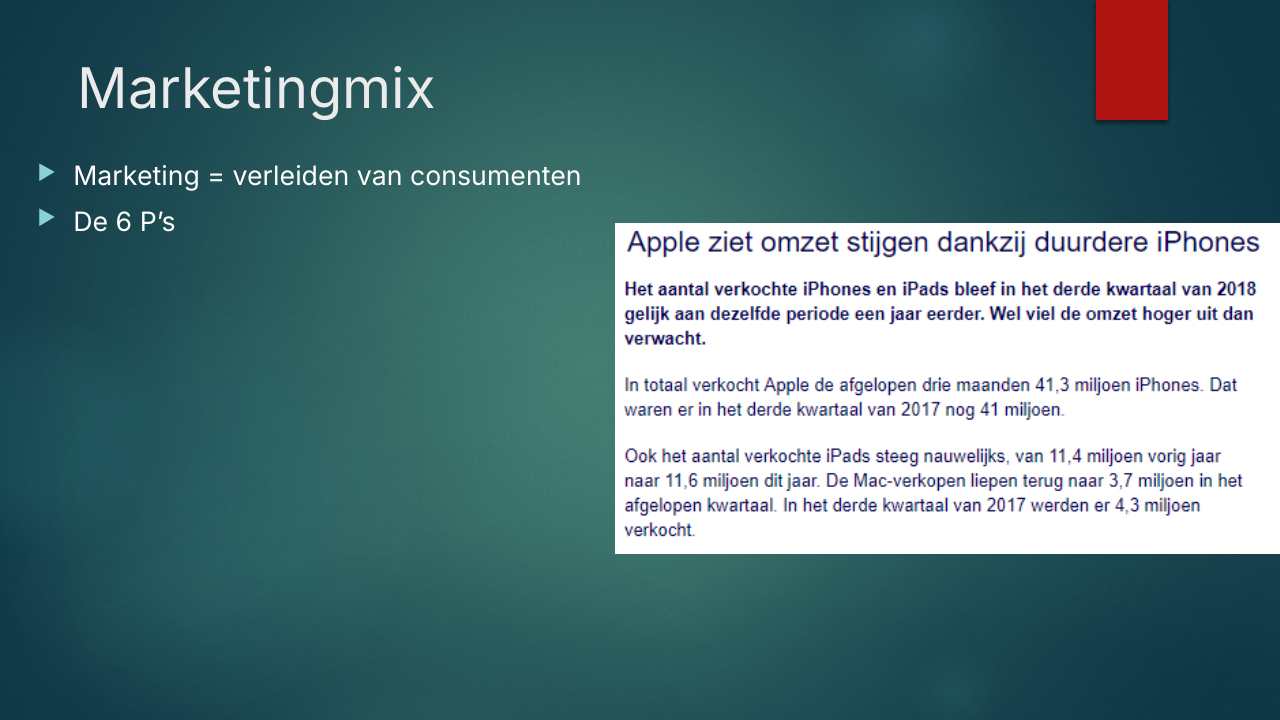 Marketingmix
Marketing = verleiden van consumenten
De 6 P’s
Apple ziet omzet stijgen dankzij duurdere iPhones
Het aantal verkochte iPhones en iPads bleef in het derde kwartaal van 2018
gelijk aan dezelfde periode een jaar eerder. Wel viel de omzet hoger uit dan
verwacht.
In totaal verkocht Apple de afgelopen drie maanden 41,3 miljoen iPhones. Dat
waren er in het derde kwartaal van 2017 nog 41 miljoen.
Ook het aantal verkochte iPads steeg nauwelijks, van 11,4 miljoen vorig jaar
naar 11,6 miljoen dit jaar. De Mac-verkopen liepen terug naar 3,7 miljoen in het
afgelopen kwartaal. In het derde kwartaal van 2017 werden er 4,3 miljoen
verkocht.